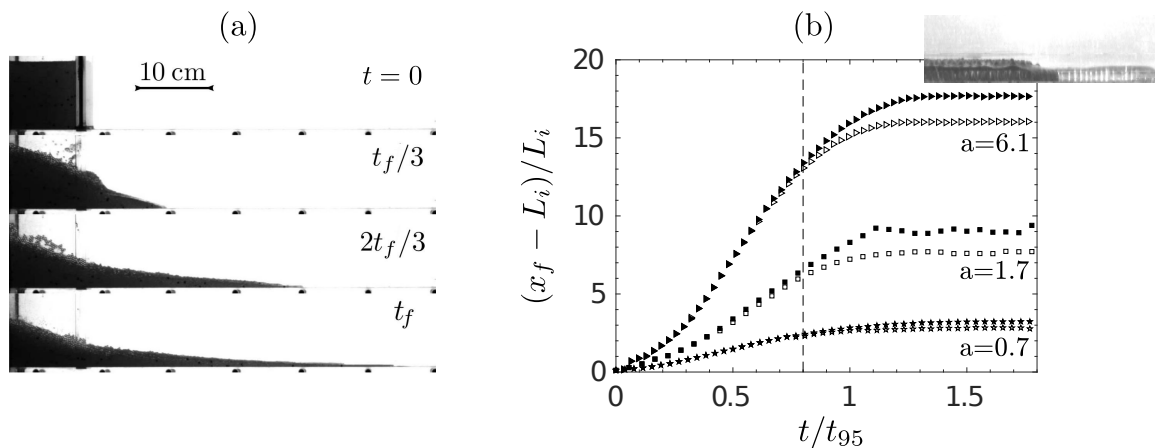 (a)
10 cm
t = 0
t_f/3
2t_f/3
t_f
(b)
20
15
10
5
0
(x_f − L_i)/L_i
a=6.1
a=1.7
a=0.7
0
0.5
1
1.5
t/t_95